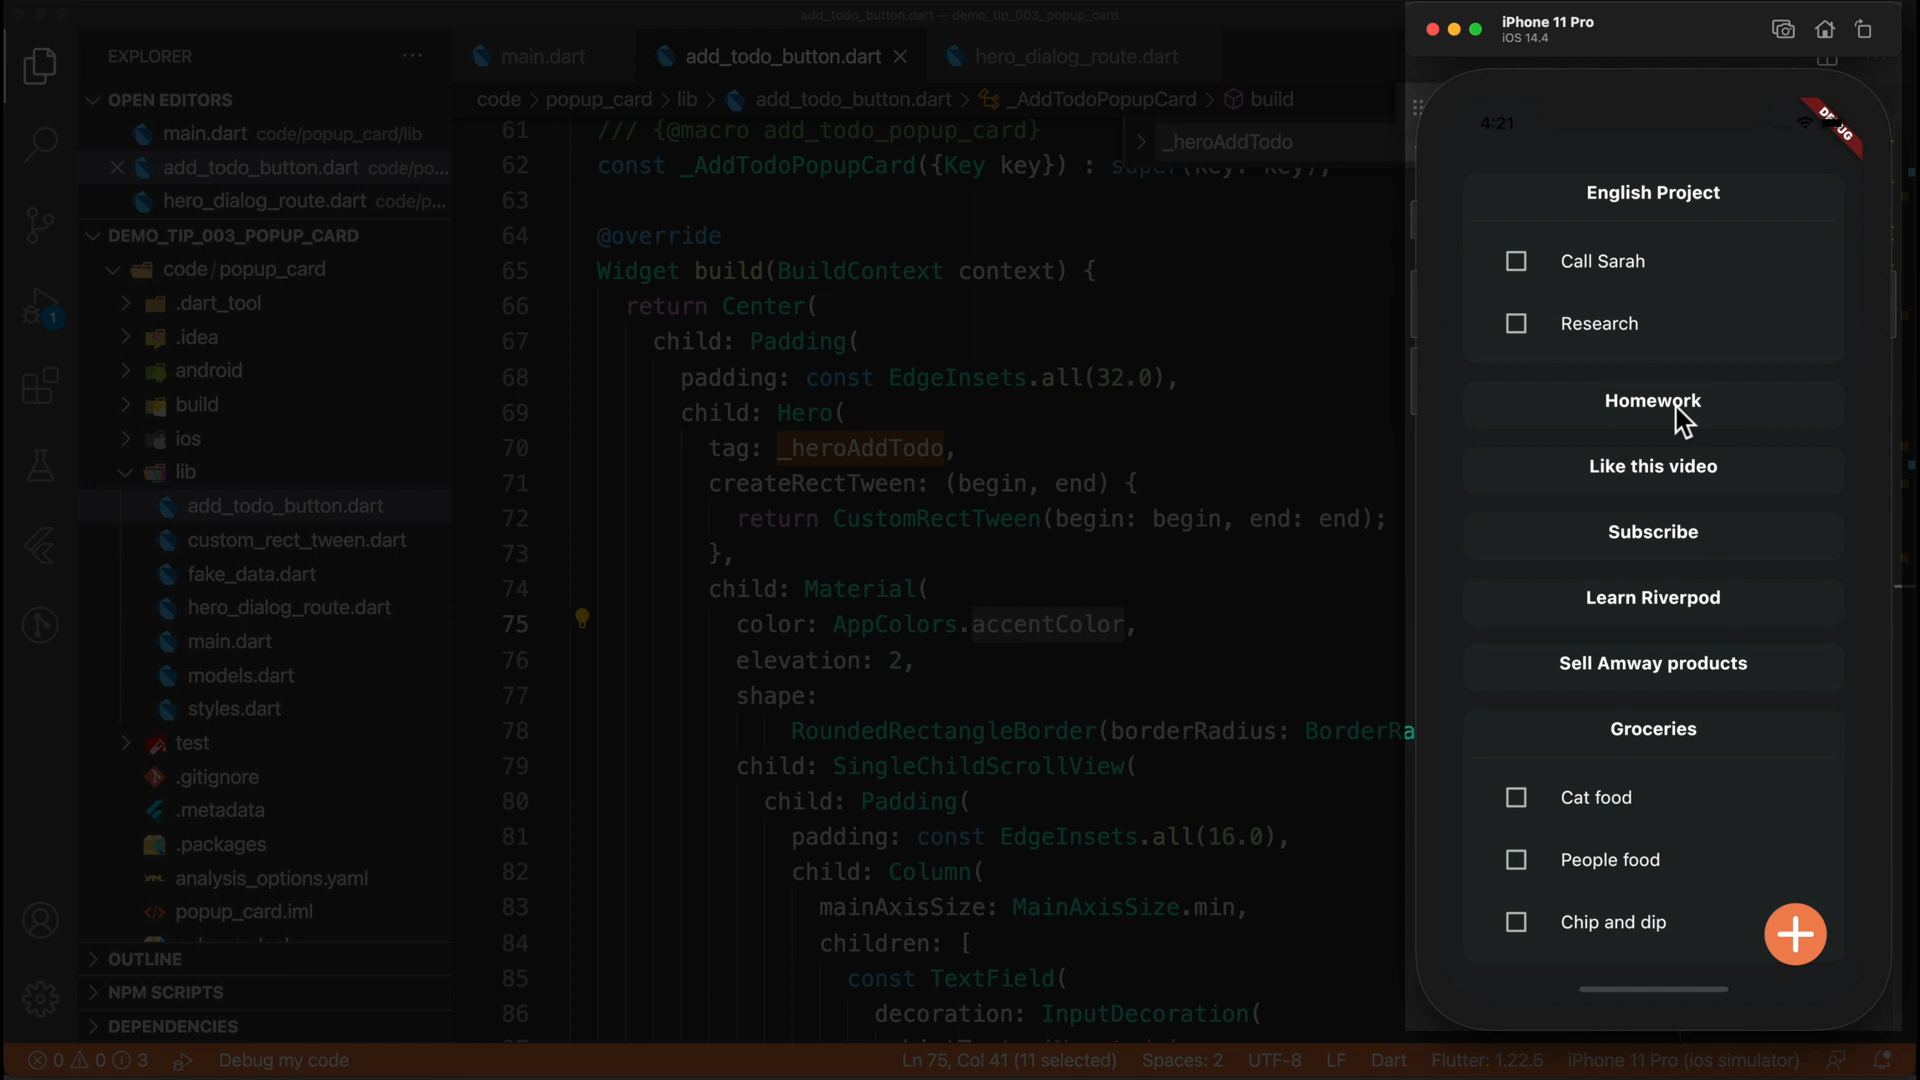 add_todo_button.dart — demo_tip_003_popup_card
EXPLORER
OPEN EDITORS
main.dart code/popup_card/lib
add_todo_button.dart code/po...
hero_dialog_route.dart code/p...
DEMO_TIP_003_POPUP_CARD
code/popup_card
.dart_tool
.idea
android
build
ios
lib
add_todo_button.dart
custom_rect_tween.dart
fake_data.dart
hero_dialog_route.dart
main.dart
models.dart
styles.dart
test
.gitignore
.metadata
.packages
analysis_options.yaml
popup_card.iml
OUTLINE
NPM SCRIPTS
DEPENDENCIES
1
main.dart
add_todo_button.dart
hero_dialog_route.dart
code > popup_card > lib > add_todo_button.dart > _AddTodoPopupCard > build
_heroAddTodo
61 /// {@macro add_todo_popup_card}
62 const _AddTodoPopupCard({Key key}) : super(key: key);
63
64 @override
65 Widget build(BuildContext context) {
66 return Center(
67 child: Padding(
68 padding: const EdgeInsets.all(32.0),
69 child: Hero(
70 tag: _heroAddTodo,
71 createRectTween: (begin, end) {
72 return CustomRectTween(begin: begin, end: end);
73 },
74 child: Material(
75 color: AppColors.accentColor,
76 elevation: 2,
77 shape:
78 RoundedRectangleBorder(borderRadius: BorderRa
79 child: SingleChildScrollView(
80 child: Padding(
81 padding: const EdgeInsets.all(16.0),
82 child: Column(
83 mainAxisSize: MainAxisSize.min,
84 children: [
85 const TextField(
86 decoration: InputDecoration(
iPhone 11 Pro
iOS 14.4
4:21
DEBUG
English Project
Call Sarah
Research
Homework
Like this video
Subscribe
Learn Riverpod
Sell Amway products
Groceries
Cat food
People food
Chip and dip
0 0 3 Debug my code
Ln 75, Col 41 (11 selected) Spaces: 2 UTF-8 LF Dart Flutter: 1.22.5 iPhone 11 Pro (ios simulator)